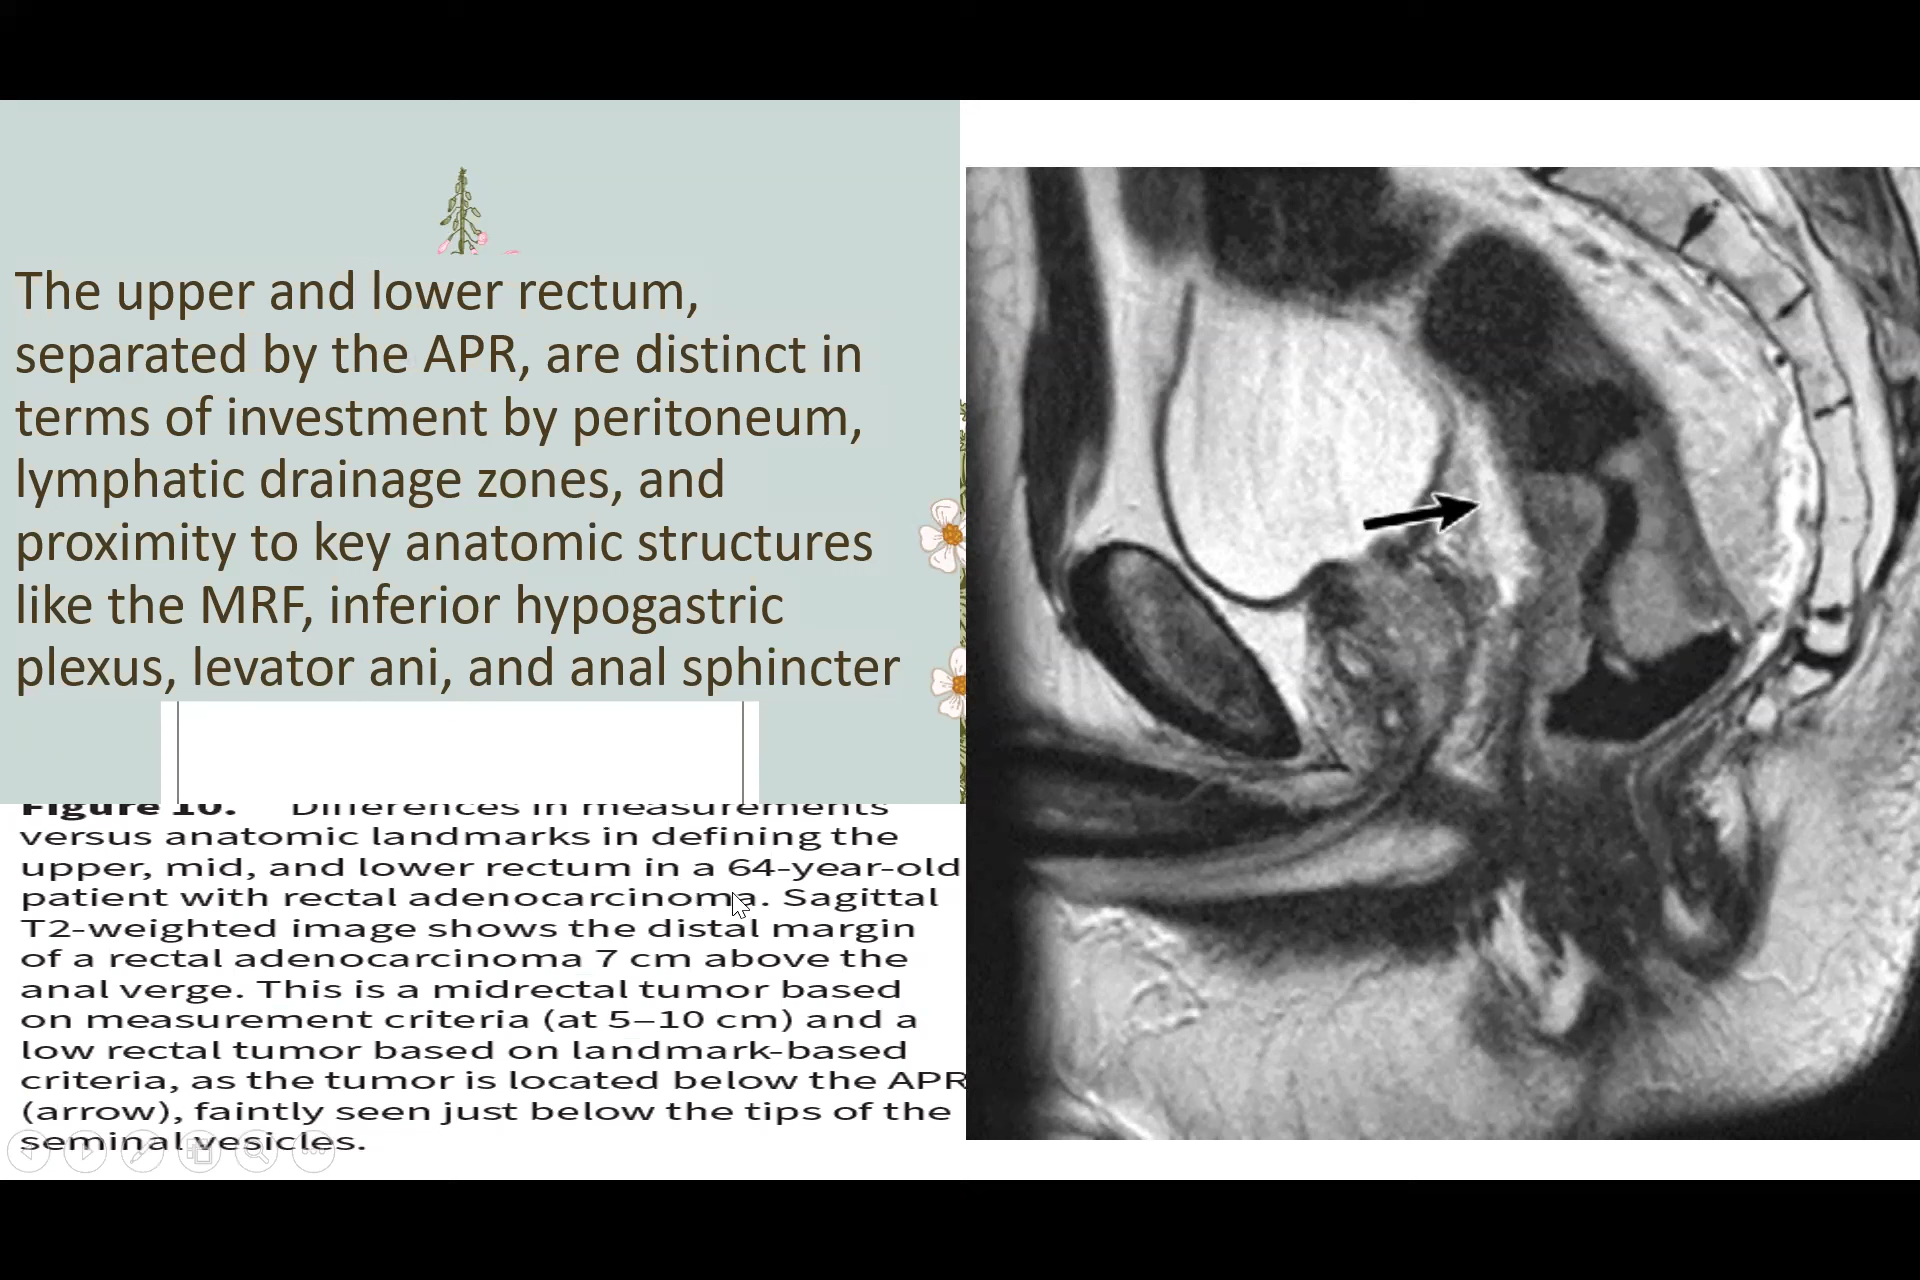 The upper and lower rectum,
separated by the APR, are distinct in
terms of investment by peritoneum,
lymphatic drainage zones, and
proximity to key anatomic structures
like the MRF, inferior hypogastric
plexus, levator ani, and anal sphincter
Figure 10. Differences in measurements
versus anatomic landmarks in defining the
upper, mid, and lower rectum in a 64-year-old
patient with rectal adenocarcinoma. Sagittal
T2-weighted image shows the distal margin
of a rectal adenocarcinoma 7 cm above the
anal verge. This is a midrectal tumor based
on measurement criteria (at 5–10 cm) and a
low rectal tumor based on landmark-based
criteria, as the tumor is located below the APR
(arrow), faintly seen just below the tips of the
seminal vesicles.